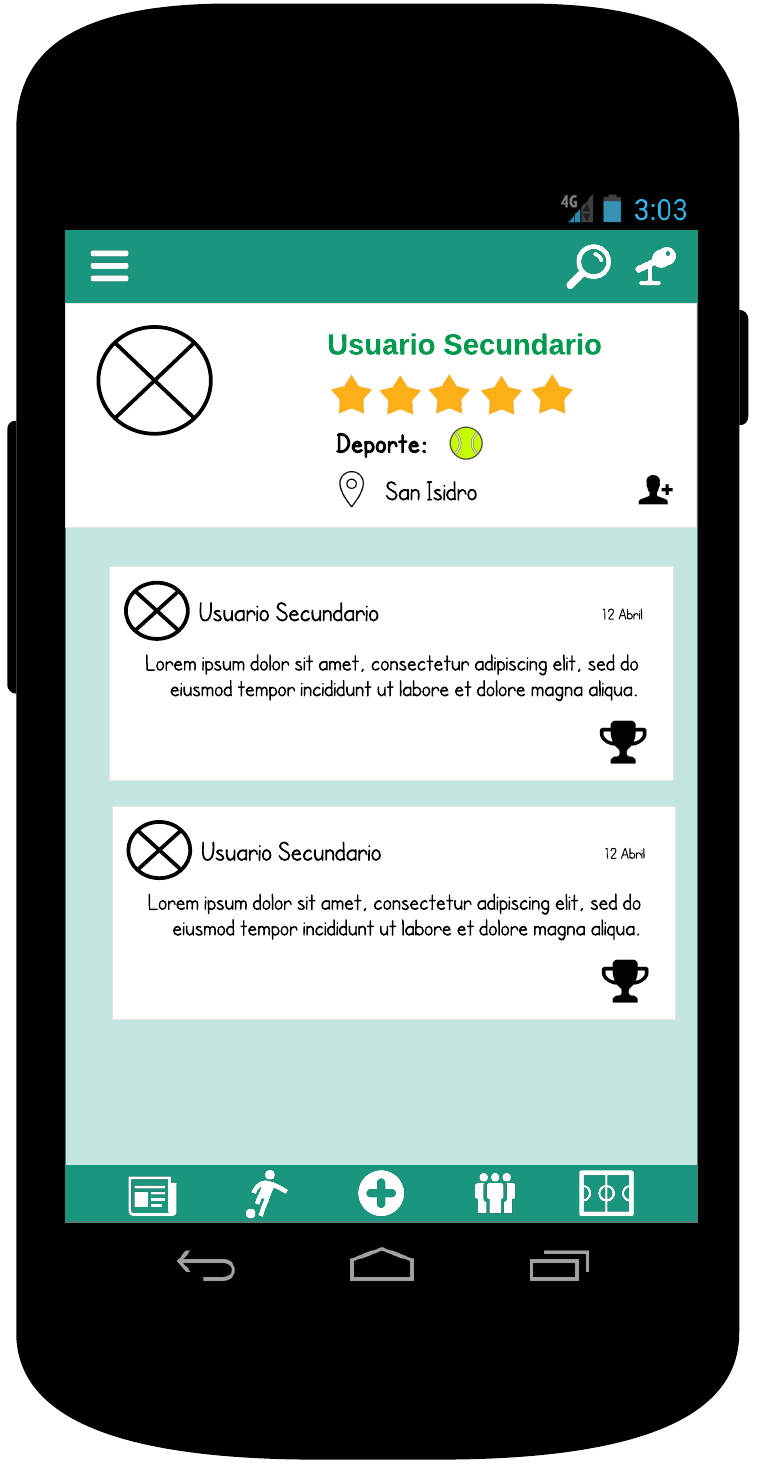 4G 3:03
Usuario Secundario
Deporte:
San Isidro
Usuario Secundario 12 Abril
Lorem ipsum dolor sit amet, consectetur adipiscing elit, sed do
eiusmod tempor incididunt ut labore et dolore magna aliqua.
Usuario Secundario 12 Abril
Lorem ipsum dolor sit amet, consectetur adipiscing elit, sed do
eiusmod tempor incididunt ut labore et dolore magna aliqua.